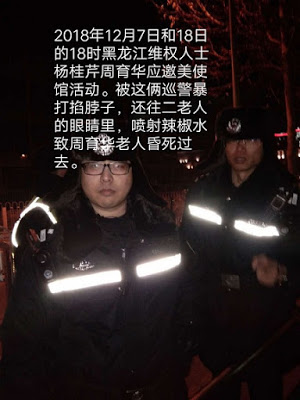 2018年12月7日和18日
的18时黑龙江维权人士
杨桂芹周育华应邀美使
馆活动。被这俩巡警暴
打掐脖子，还往二老人
的眼睛里，喷射辣椒水
致周育华老人昏死过
去。